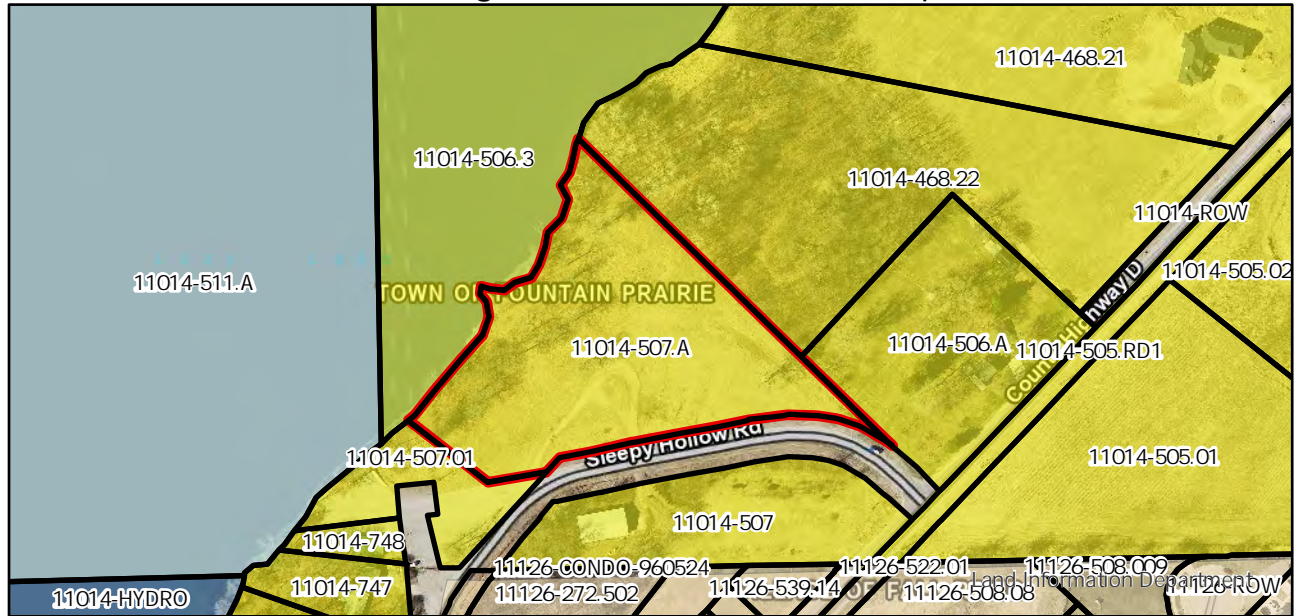 11014-468.21
11014-506.3
11014-468.22
11014-ROW
11014-505.02
11014-511.A
TOWN OF FOUNTAIN PRAIRIE
11014-507.A
11014-506.A
11014-505.RD1
County Highway D
Sleepy Hollow Rd
11014-507.01
11014-505.01
11014-507
11014-748
11126-CONDO-960524
11126-522.01
11126-508.009
Land Information Department
11014-747
11126-272.502
11126-539.14
11126-508.08
11126-ROW
11014-HYDRO